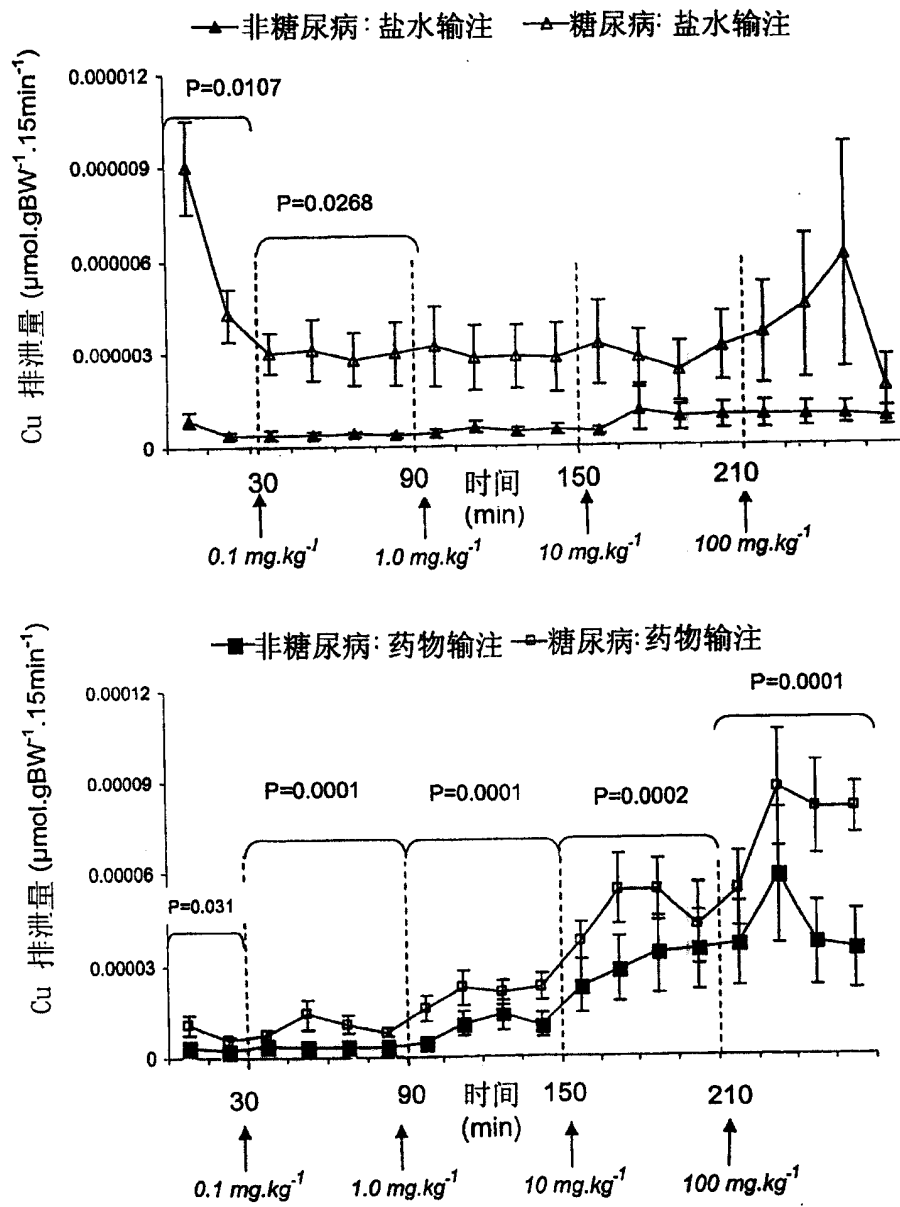 非糖尿病: 盐水输注 糖尿病: 盐水输注
0.000012
P=0.0107
0.000009
P=0.0268
0.000006
0.000003
0
Cu 排泄量 (μmol.gBW⁻¹.15min⁻¹)
30 90 时间 150 210
(min)
0.1 mg.kg⁻¹ 1.0 mg.kg⁻¹ 10 mg.kg⁻¹ 100 mg.kg⁻¹
非糖尿病: 药物输注 糖尿病: 药物输注
0.00012
P=0.0001
0.00009
P=0.0001 P=0.0001 P=0.0002
0.00006
P=0.031
0.00003
0
Cu 排泄量 (μmol.gBW⁻¹.15min⁻¹)
30 90 时间 150 210
(min)
0.1 mg.kg⁻¹ 1.0 mg.kg⁻¹ 10 mg.kg⁻¹ 100 mg.kg⁻¹